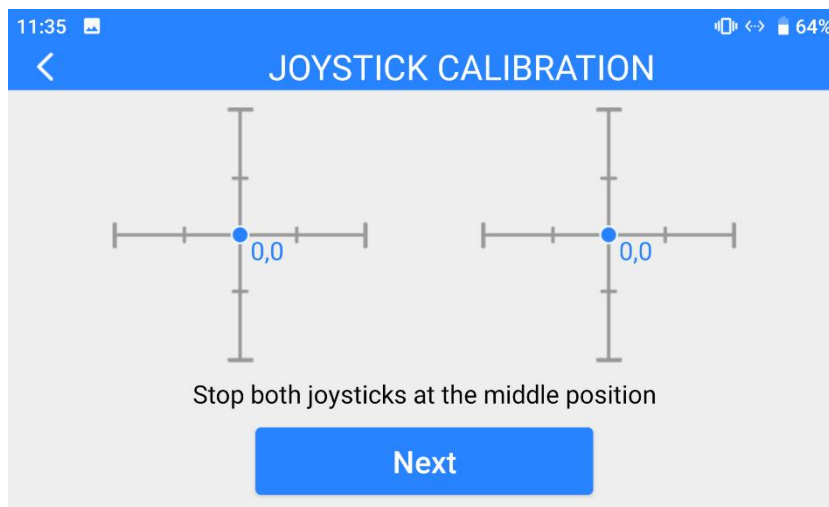 11:35 64%
JOYSTICK CALIBRATION
0,0 0,0
Stop both joysticks at the middle position
Next